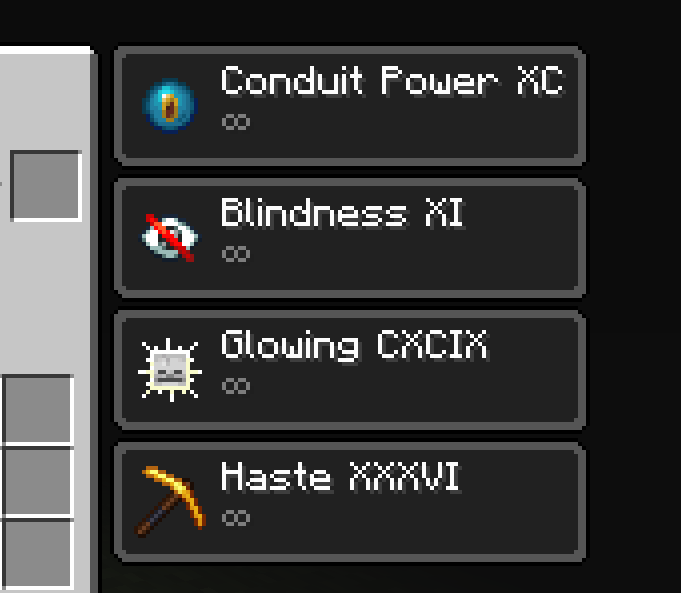 Conduit Power XC
∞
Blindness XI
∞
Glowing CXCIX
∞
Haste XXXVI
∞